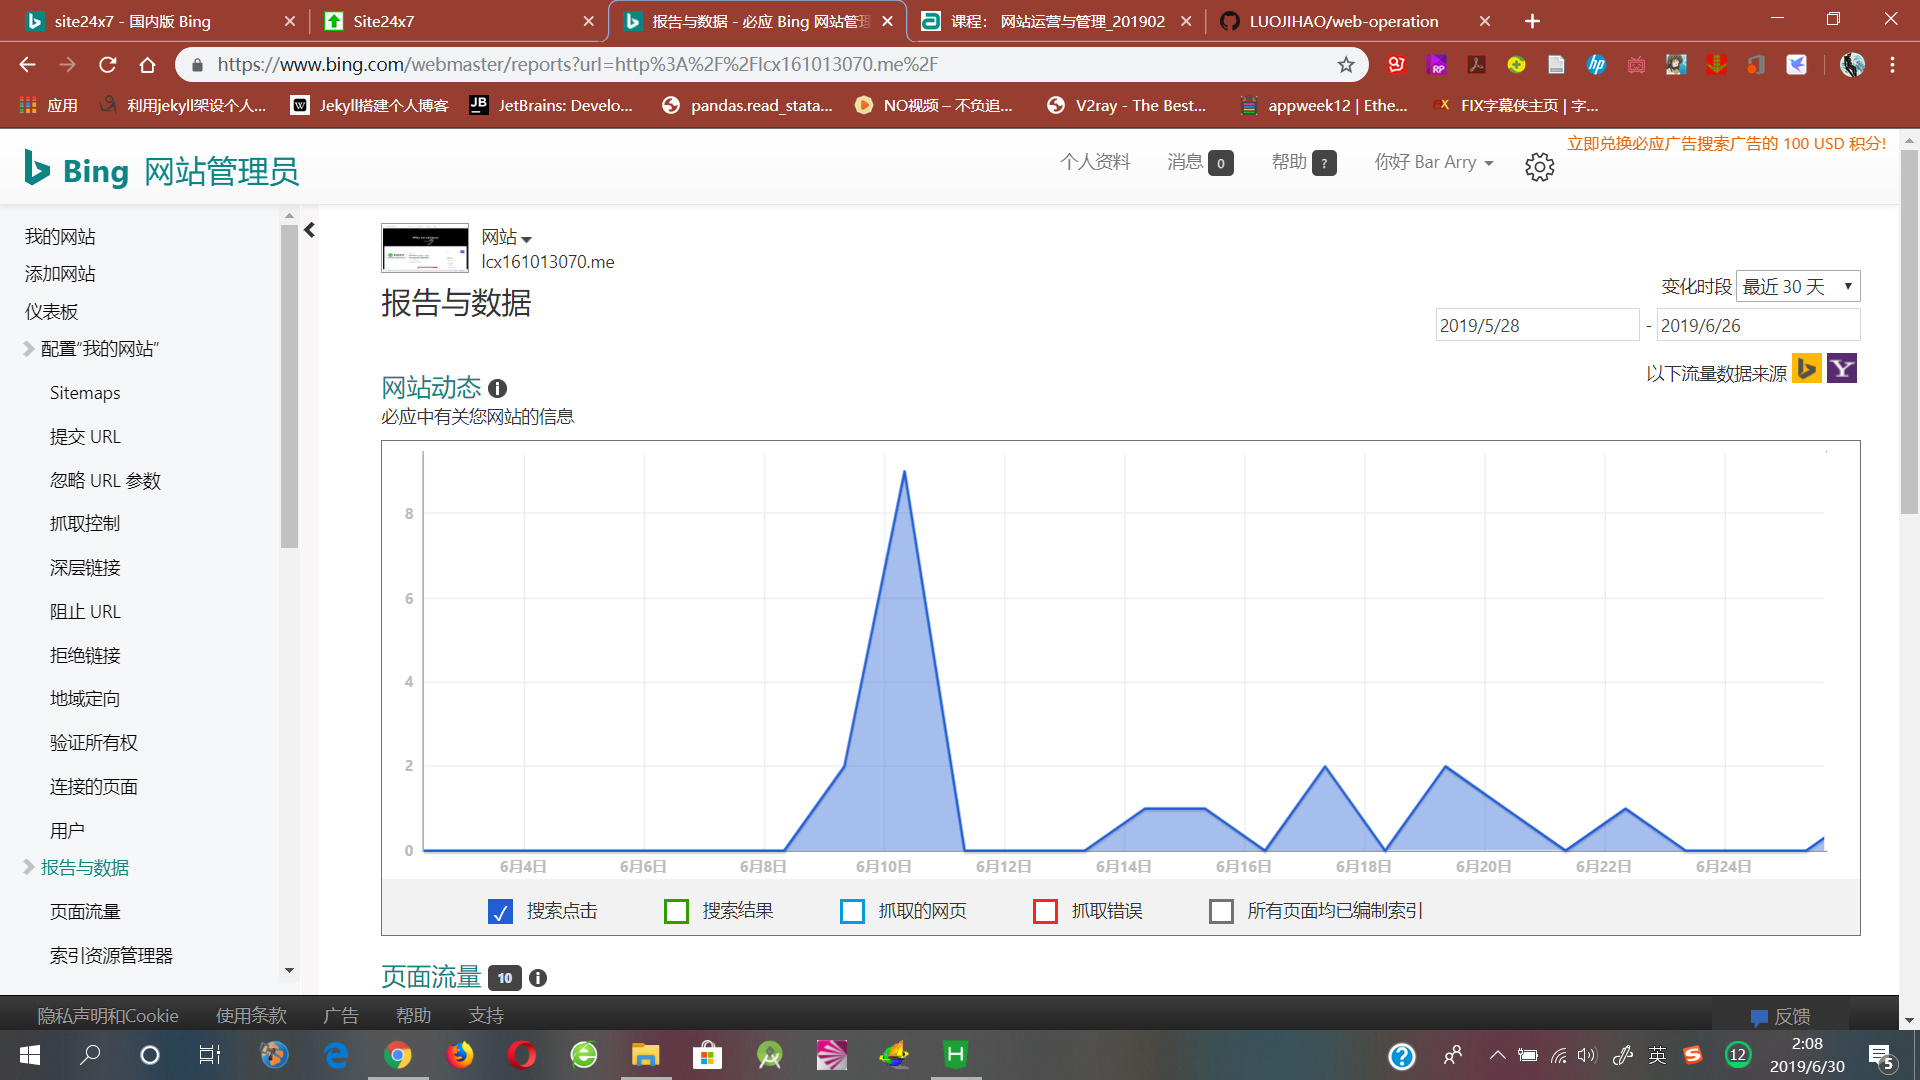 site24x7 - 国内版 Bing
Site24x7
报告与数据 - 必应 Bing 网站管理
课程： 网站运营与管理_201902
LUOJIHAO/web-operation
https://www.bing.com/webmaster/reports?url=http%3A%2F%2Flcx161013070.me%2F
应用
利用jekyll架设个人...
Jekyll搭建个人博客
JetBrains: Develo...
pandas.read_stata...
NO视频 – 不负追...
V2ray - The Best...
appweek12 | Ethe...
FIX字幕侠主页 | 字...
Bing 网站管理员
个人资料
消息 0
帮助 ?
你好 Bar Arry
立即兑换必应广告搜索广告的 100 USD 积分!
我的网站
添加网站
仪表板
配置“我的网站”
Sitemaps
提交 URL
忽略 URL 参数
抓取控制
深层链接
阻止 URL
拒绝链接
地域定向
验证所有权
连接的页面
用户
报告与数据
页面流量
索引资源管理器
网站
lcx161013070.me
报告与数据
变化时段 最近 30 天
2019/5/28 - 2019/6/26
以下流量数据来源
网站动态
必应中有关您网站的信息
8
6
4
2
0
6月4日 6月6日 6月8日 6月10日 6月12日 6月14日 6月16日 6月18日 6月20日 6月22日 6月24日
搜索点击 搜索结果 抓取的网页 抓取错误 所有页面均已编制索引
页面流量 10
隐私声明和Cookie 使用条款 广告 帮助 支持
反馈
英
12
2:08
2019/6/30
5